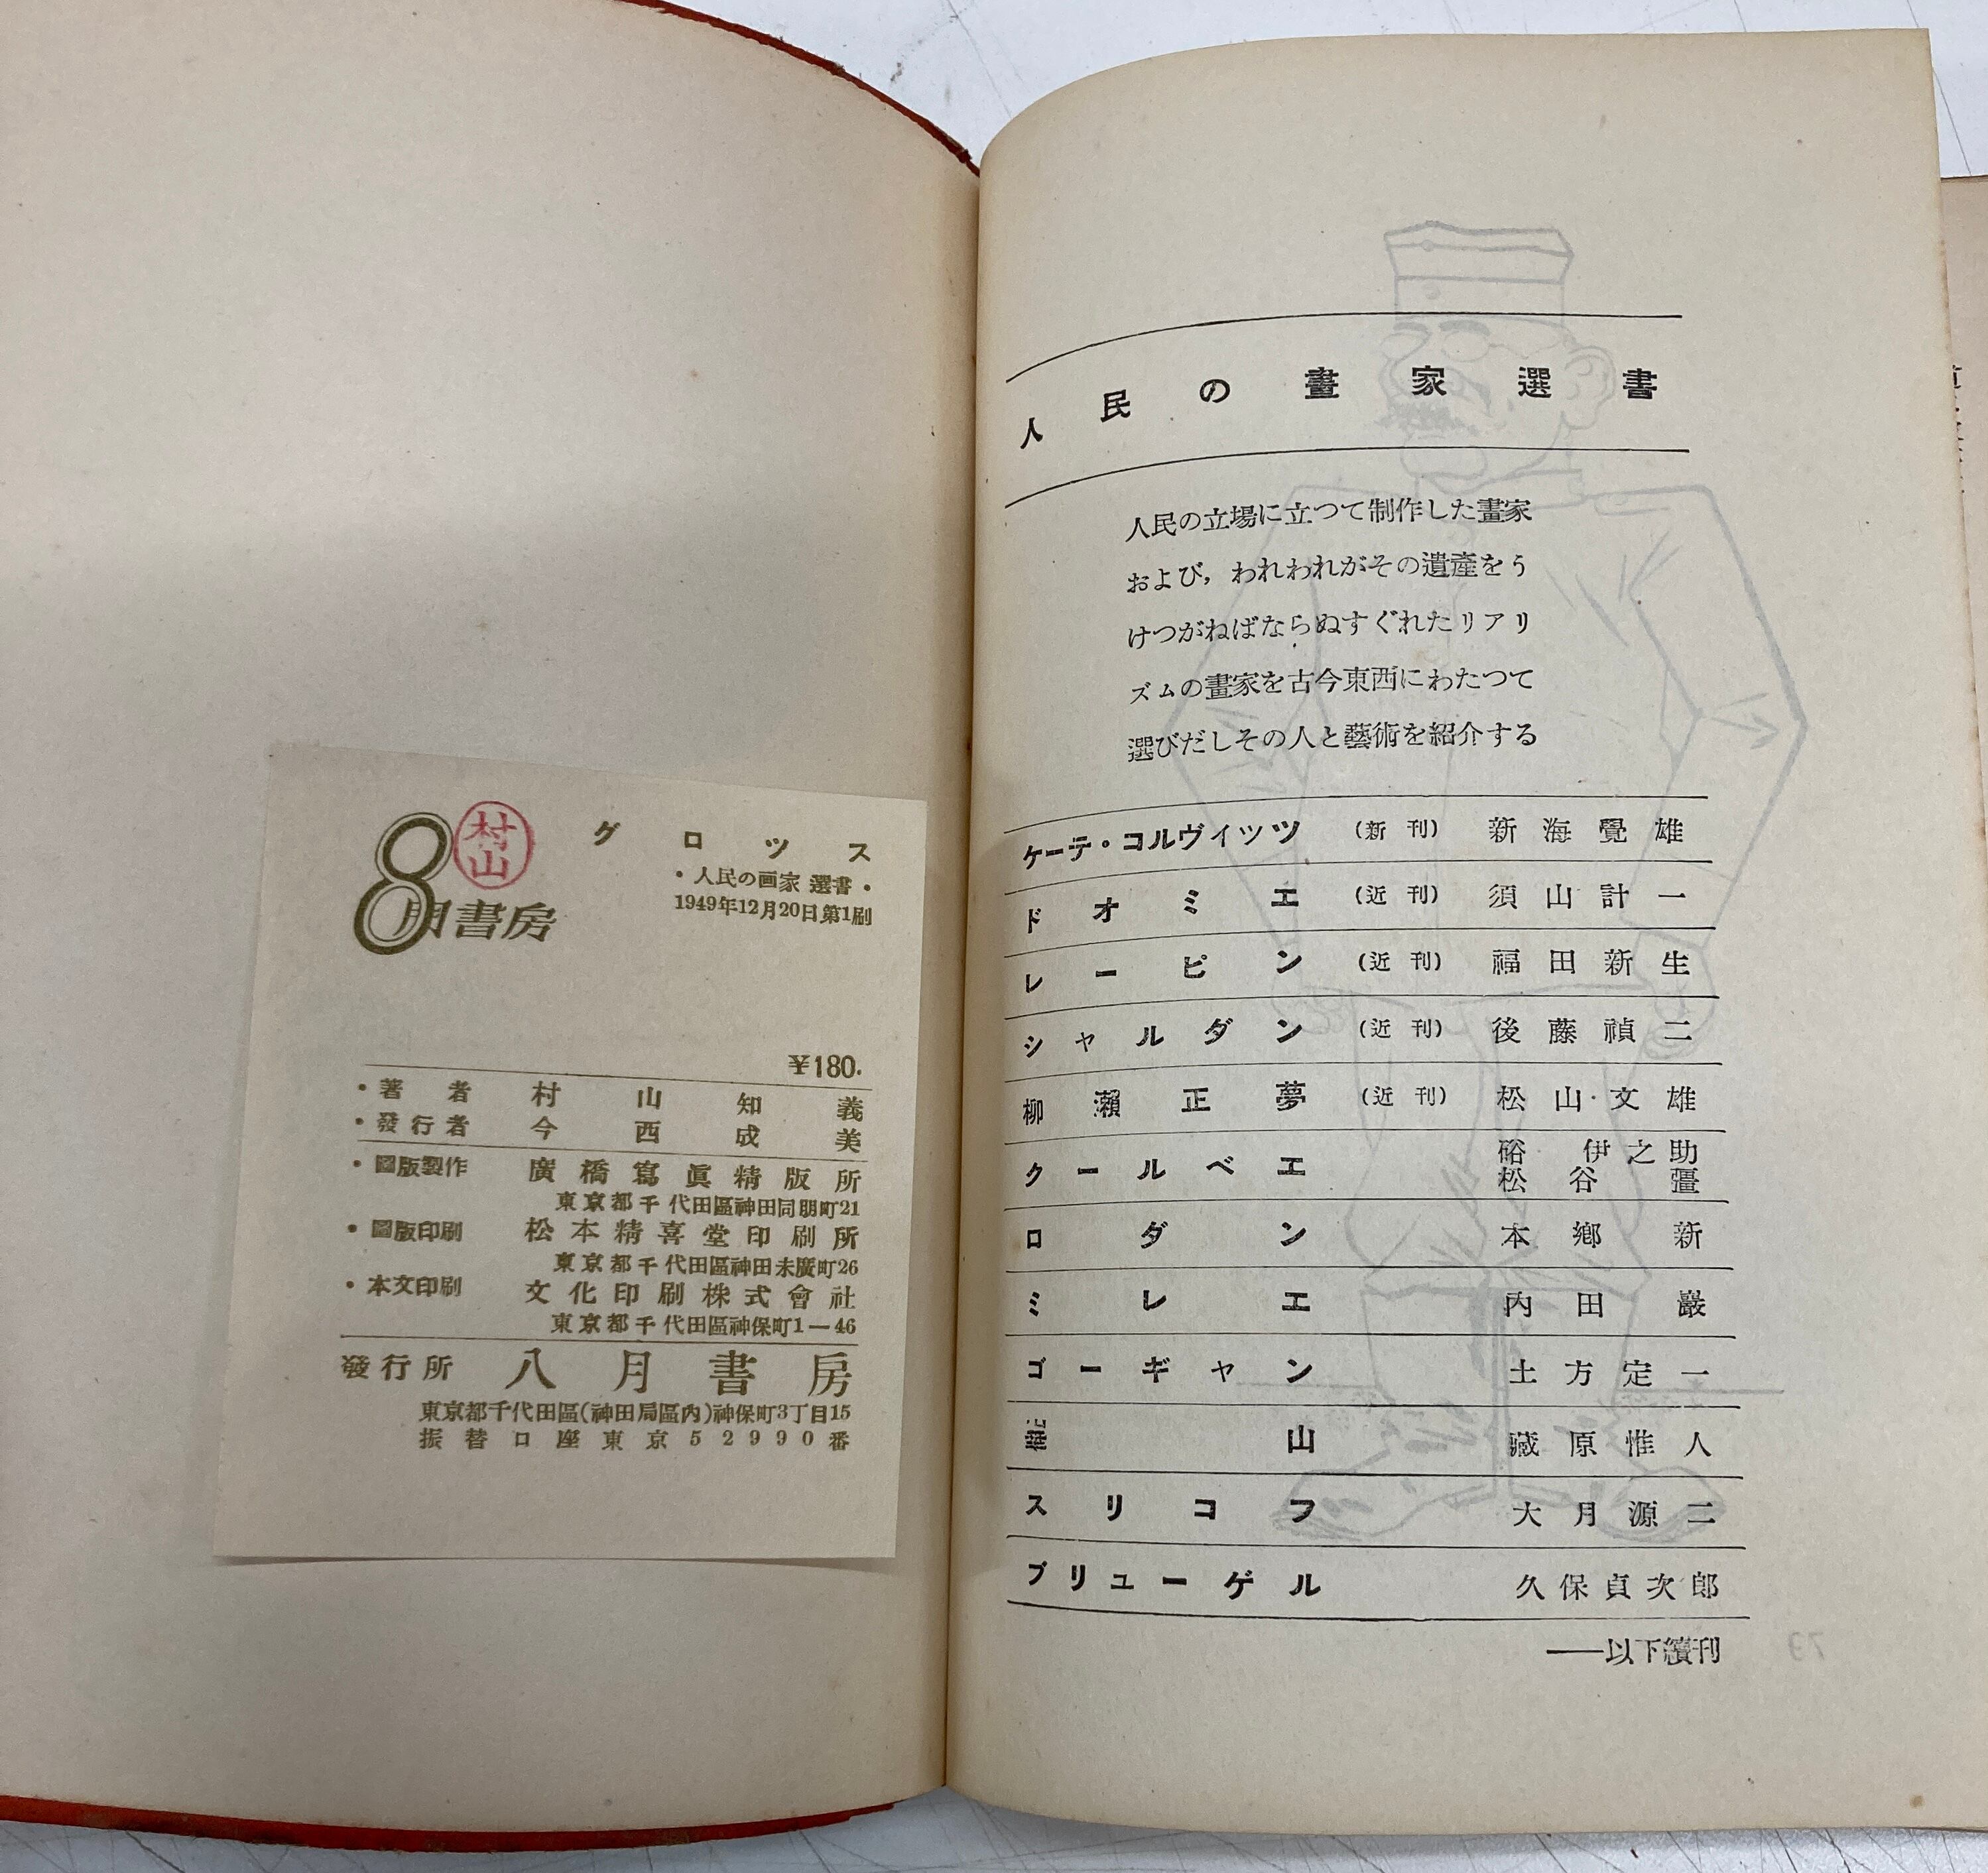 村山
8月書房
グロツス
・人民の画家 選書・
1949年12月20日第1刷
¥180.
・著者 村山知義
・發行者 今西成美
・圖版製作 廣橋寫眞精版所
東京都千代田區神田同朋町21
・圖版印刷 松本精喜堂印刷所
東京都千代田區神田末廣町26
・本文印刷 文化印刷株式會社
東京都千代田區神保町1—46
發行所 八月書房
東京都千代田區(神田局區内)神保町3丁目15
振替口座東京52990番
人民の畫家選書
人民の立場に立つて制作した畫家
および，われわれがその遺產をう
けつがねばならぬすぐれたリアリ
ズムの畫家を古今東西にわたつて
選びだしその人と藝術を紹介する
ケーテ・コルヴィッツ (新刊) 新海覺雄
ドオミエ (近刊) 須山計一
レーピン (近刊) 福田新生
シャルダン (近刊) 後藤禎二
柳瀨正夢 (近刊) 松山文雄
クールベエ 硲伊之助
松谷彊
ロダン 本鄕新
ミレエ 内田巖
ゴーギャン 土方定一
崋山 藏原惟人
スリコフ 大月源二
ブリューゲル 久保貞次郎
——以下續刊